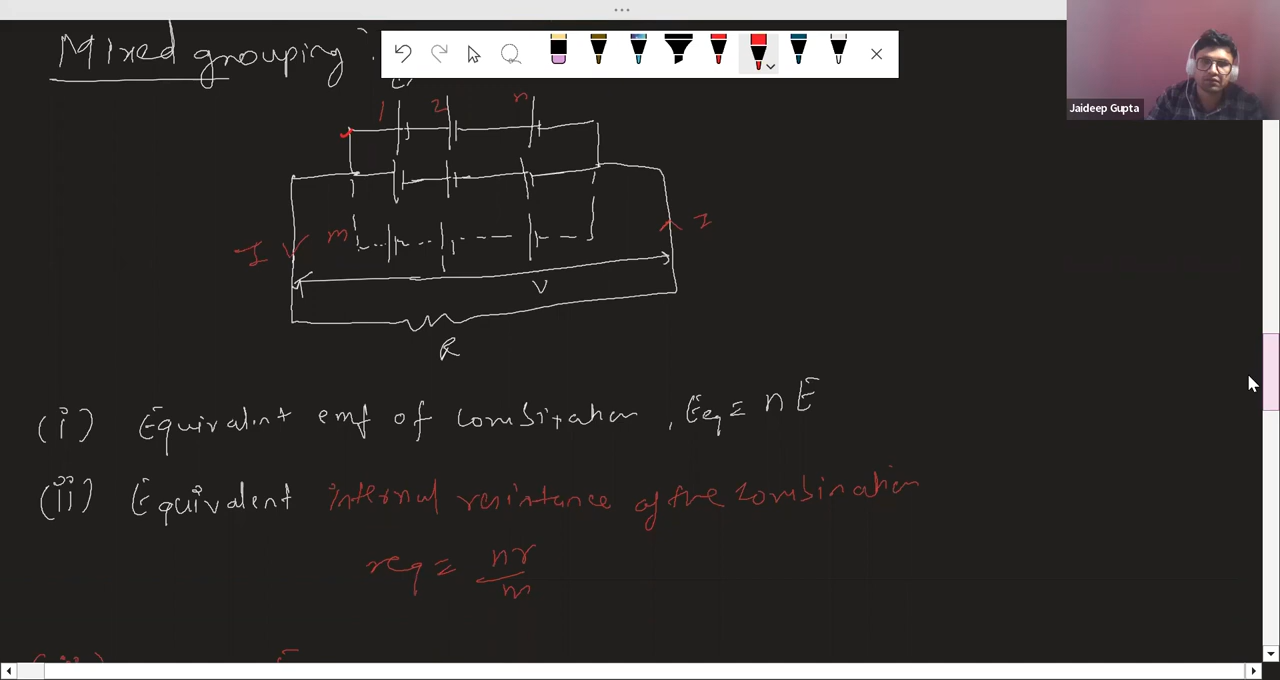 Mixed grouping :
1 2 n
m
I I
V
R
(i) Equivalint emf of combination , Eeq = nE
(ii) Equivalent internal resistance of the combination
req = nr/m
Jaideep Gupta